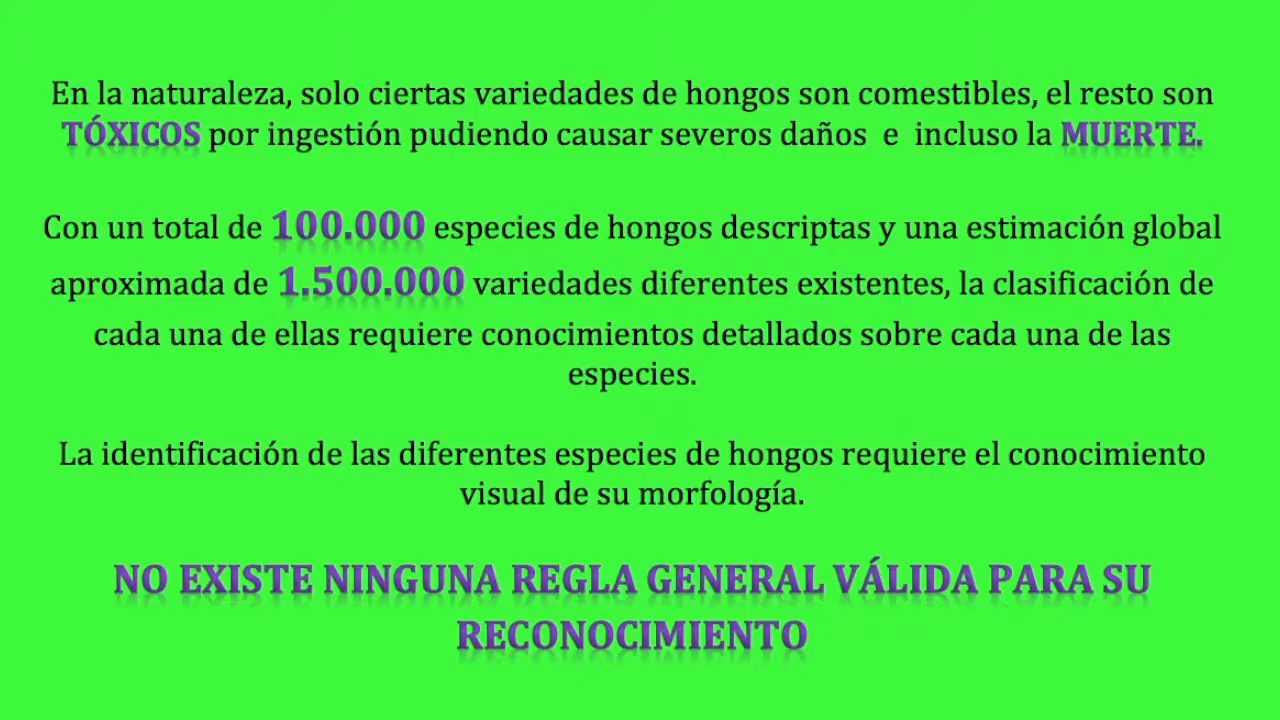 En la naturaleza, solo ciertas variedades de hongos son comestibles, el resto son
TÓXICOS por ingestión pudiendo causar severos daños e incluso la MUERTE.
Con un total de 100.000 especies de hongos descriptas y una estimación global
aproximada de 1.500.000 variedades diferentes existentes, la clasificación de
cada una de ellas requiere conocimientos detallados sobre cada una de las
especies.
La identificación de las diferentes especies de hongos requiere el conocimiento
visual de su morfología.
NO EXISTE NINGUNA REGLA GENERAL VÁLIDA PARA SU
RECONOCIMIENTO